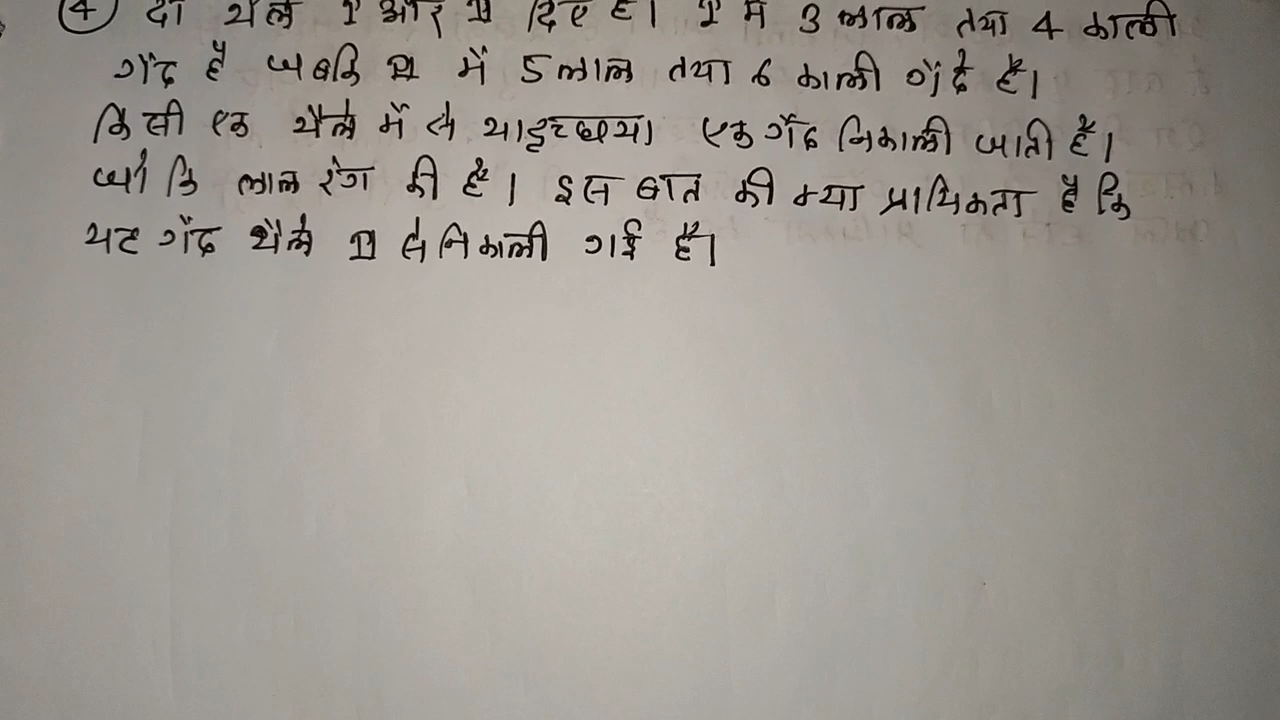 ④ दो थैले I और II दिए है। I में 3 लाल तथा 4 काली
गेंद है जबकि II में 5 लाल तथा 6 काली गेंदे हैं।
किसी एक थैले में से यादृच्छया एक गेंद निकाली जाती हैं।
जो कि लाल रंग की हैं। इस बात की क्या प्रायिकता है कि
यह गेंद थैले II से निकाली गई हैं।